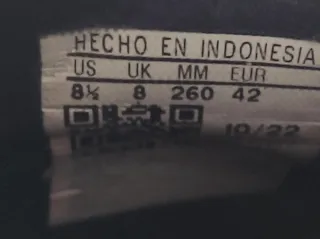 HECHO EN INDONESIA
US UK MM EUR
8½ 8 260 42
10/22